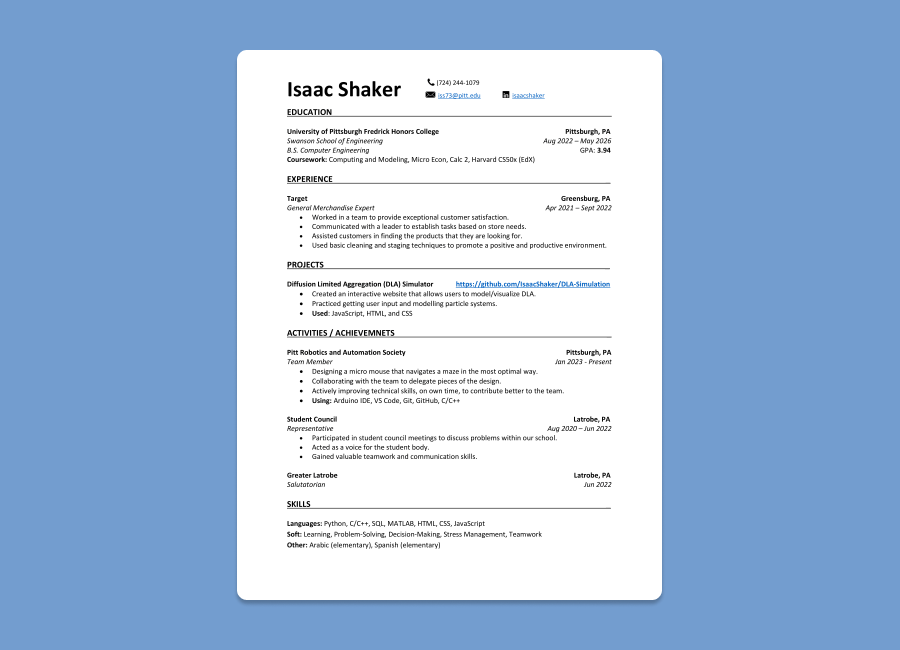 Isaac Shaker
(724) 244-1079
iss73@pitt.edu isaacshaker
EDUCATION
University of Pittsburgh Fredrick Honors College Pittsburgh, PA
Swanson School of Engineering Aug 2022 – May 2026
B.S. Computer Engineering GPA: 3.94
Coursework: Computing and Modeling, Micro Econ, Calc 2, Harvard CS50x (EdX)
EXPERIENCE
Target Greensburg, PA
General Merchandise Expert Apr 2021 – Sept 2022
• Worked in a team to provide exceptional customer satisfaction.
• Communicated with a leader to establish tasks based on store needs.
• Assisted customers in finding the products that they are looking for.
• Used basic cleaning and staging techniques to promote a positive and productive environment.
PROJECTS
Diffusion Limited Aggregation (DLA) Simulator https://github.com/IsaacShaker/DLA-Simulation
• Created an interactive website that allows users to model/visualize DLA.
• Practiced getting user input and modelling particle systems.
• Used: JavaScript, HTML, and CSS
ACTIVITIES / ACHIEVEMNETS
Pitt Robotics and Automation Society Pittsburgh, PA
Team Member Jan 2023 - Present
• Designing a micro mouse that navigates a maze in the most optimal way.
• Collaborating with the team to delegate pieces of the design.
• Actively improving technical skills, on own time, to contribute better to the team.
• Using: Arduino IDE, VS Code, Git, GitHub, C/C++
Student Council Latrobe, PA
Representative Aug 2020 – Jun 2022
• Participated in student council meetings to discuss problems within our school.
• Acted as a voice for the student body.
• Gained valuable teamwork and communication skills.
Greater Latrobe Latrobe, PA
Salutatorian Jun 2022
SKILLS
Languages: Python, C/C++, SQL, MATLAB, HTML, CSS, JavaScript
Soft: Learning, Problem-Solving, Decision-Making, Stress Management, Teamwork
Other: Arabic (elementary), Spanish (elementary)